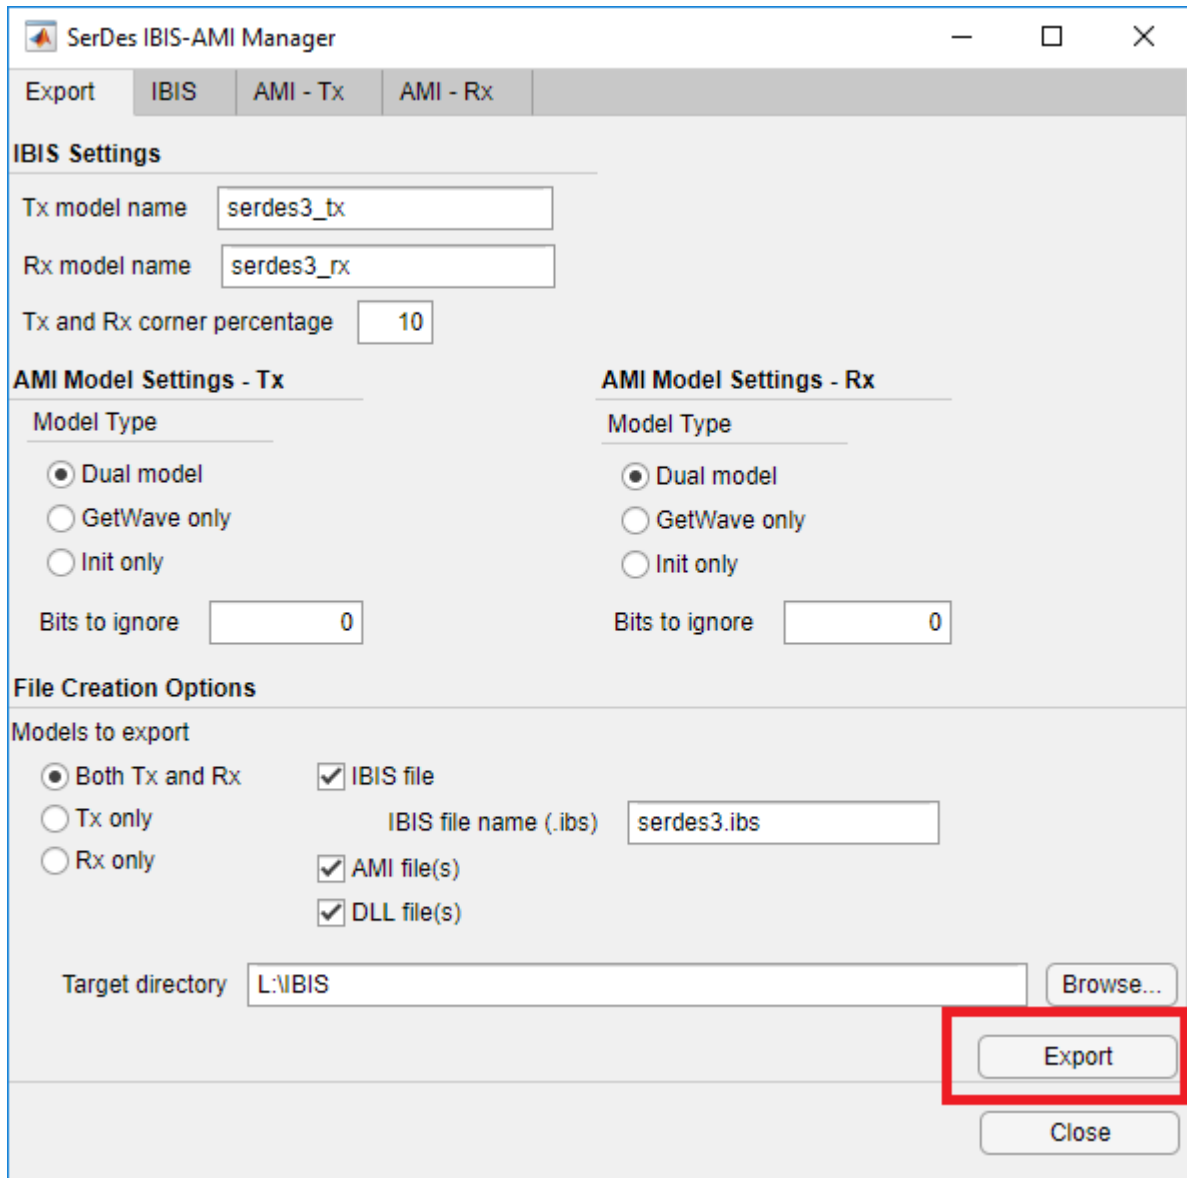 SerDes IBIS-AMI Manager
Export IBIS AMI - Tx AMI - Rx
IBIS Settings
Tx model name serdes3_tx
Rx model name serdes3_rx
Tx and Rx corner percentage 10
AMI Model Settings - Tx AMI Model Settings - Rx
Model Type Model Type
Dual model Dual model
GetWave only GetWave only
Init only Init only
Bits to ignore 0 Bits to ignore 0
File Creation Options
Models to export
Both Tx and Rx IBIS file
Tx only IBIS file name (.ibs) serdes3.ibs
Rx only AMI file(s)
DLL file(s)
Target directory L:\IBIS Browse...
Export
Close